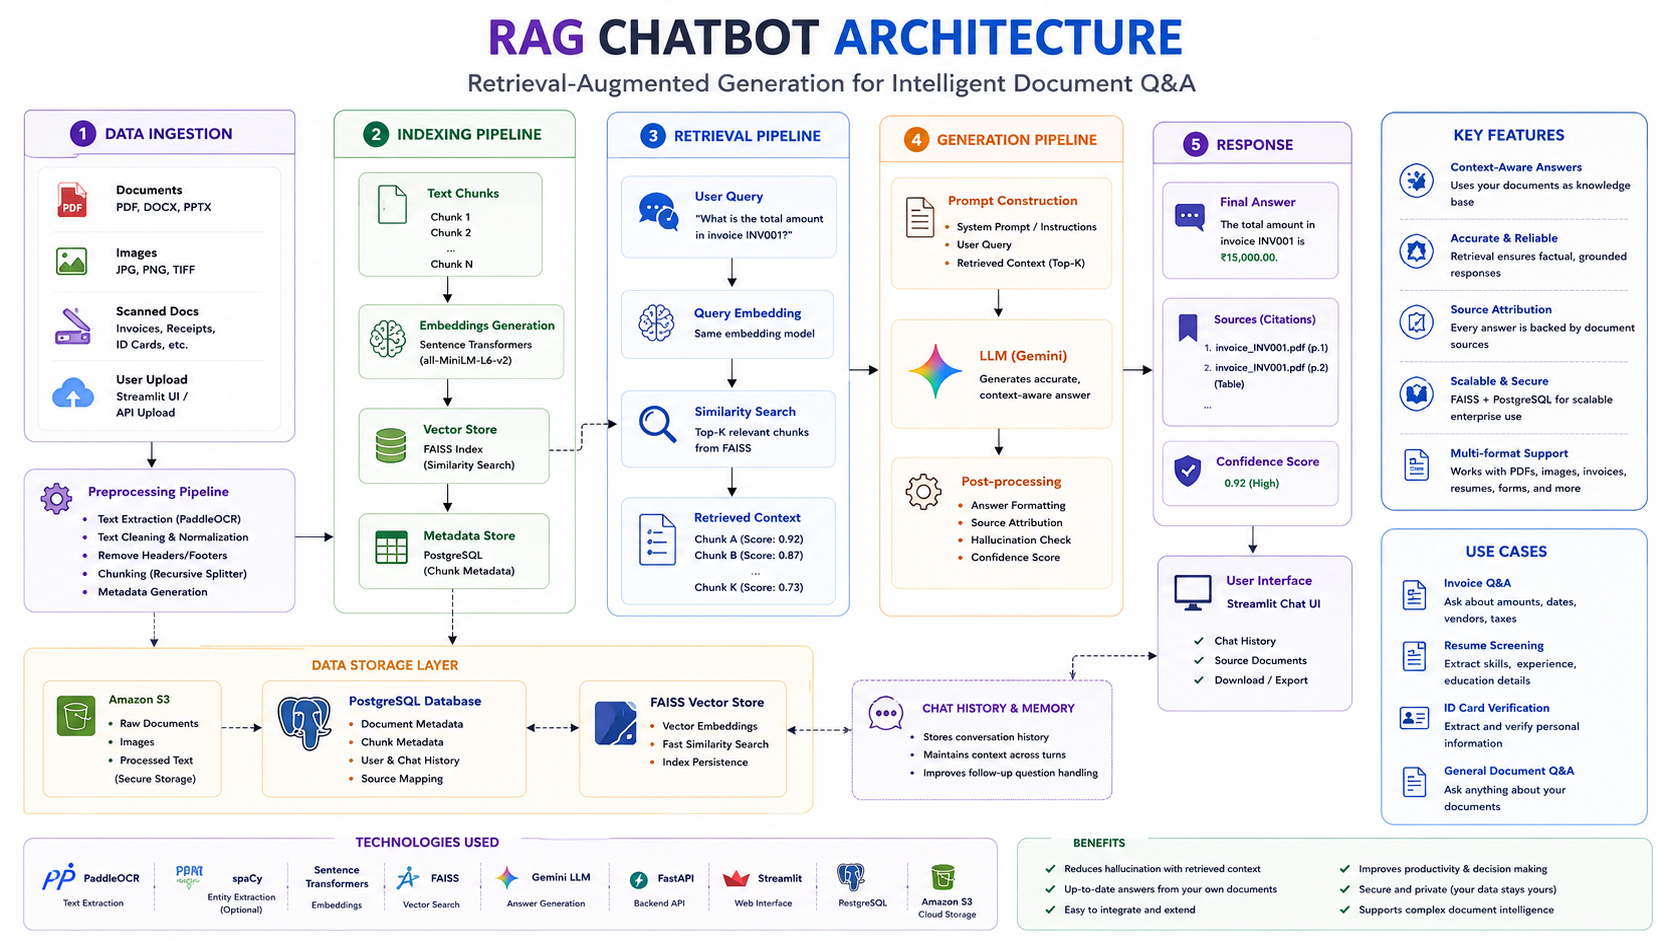 RAG CHATBOT ARCHITECTURE
Retrieval-Augmented Generation for Intelligent Document Q&A
1 DATA INGESTION
Documents
PDF, DOCX, PPTX
PDF
Images
JPG, PNG, TIFF
Scanned Docs
Invoices, Receipts,
ID Cards, etc.
User Upload
Streamlit UI /
API Upload
Preprocessing Pipeline
• Text Extraction (PaddleOCR)
• Text Cleaning & Normalization
• Remove Headers/Footers
• Chunking (Recursive Splitter)
• Metadata Generation
2 INDEXING PIPELINE
Text Chunks
Chunk 1
Chunk 2
...
Chunk N
Embeddings Generation
Sentence Transformers
(all-MiniLM-L6-v2)
Vector Store
FAISS Index
(Similarity Search)
Metadata Store
PostgreSQL
(Chunk Metadata)
3 RETRIEVAL PIPELINE
User Query
"What is the total amount
in invoice INV001?"
Query Embedding
Same embedding model
Similarity Search
Top-K relevant chunks
from FAISS
Retrieved Context
Chunk A (Score: 0.92)
Chunk B (Score: 0.87)
...
Chunk K (Score: 0.73)
4 GENERATION PIPELINE
Prompt Construction
• System Prompt / Instructions
• User Query
• Retrieved Context (Top-K)
LLM (Gemini)
Generates accurate,
context-aware answer
Post-processing
• Answer Formatting
• Source Attribution
• Hallucination Check
• Confidence Score
5 RESPONSE
Final Answer
The total amount in
invoice INV001 is
₹15,000.00.
Sources (Citations)
1. invoice_INV001.pdf (p.1)
2. invoice_INV001.pdf (p.2)
(Table)
...
Confidence Score
0.92 (High)
User Interface
Streamlit Chat UI
✓ Chat History
✓ Source Documents
✓ Download / Export
KEY FEATURES
Context-Aware Answers
Uses your documents as knowledge
base
Accurate & Reliable
Retrieval ensures factual, grounded
responses
Source Attribution
Every answer is backed by document
sources
Scalable & Secure
FAISS + PostgreSQL for scalable
enterprise use
Multi-format Support
Works with PDFs, images, invoices,
resumes, forms, and more
USE CASES
Invoice Q&A
Ask about amounts, dates,
vendors, taxes
Resume Screening
Extract skills, experience,
education details
ID Card Verification
Extract and verify personal
information
General Document Q&A
Ask anything about your
documents
DATA STORAGE LAYER
Amazon S3
• Raw Documents
• Images
• Processed Text
(Secure Storage)
PostgreSQL Database
• Document Metadata
• Chunk Metadata
• User & Chat History
• Source Mapping
FAISS Vector Store
• Vector Embeddings
• Fast Similarity Search
• Index Persistence
CHAT HISTORY & MEMORY
• Stores conversation history
• Maintains context across turns
• Improves follow-up question handling
TECHNOLOGIES USED
PaddleOCR
Text Extraction
spaCy
Entity Extraction
(Optional)
Sentence
Transformers
Embeddings
FAISS
Vector Search
Gemini LLM
Answer Generation
FastAPI
Backend API
Streamlit
Web Interface
PostgreSQL
Amazon S3
Cloud Storage
BENEFITS
✓ Reduces hallucination with retrieved context
✓ Up-to-date answers from your own documents
✓ Easy to integrate and extend
✓ Improves productivity & decision making
✓ Secure and private (your data stays yours)
✓ Supports complex document intelligence